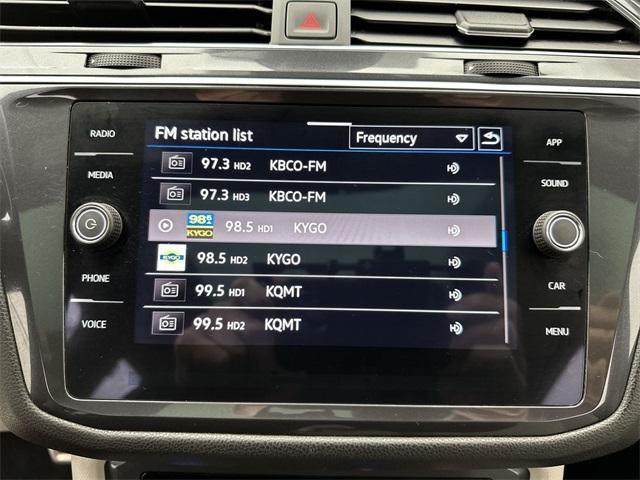 RADIO
MEDIA
PHONE
VOICE
FM station list
Frequency
97.3 HD2 KBCO-FM
97.3 HD3 KBCO-FM
98.5 KYGO 98.5 HD1 KYGO
KYGO 98.5 HD2 KYGO
99.5 HD1 KQMT
99.5 HD2 KQMT
APP
SOUND
CAR
MENU